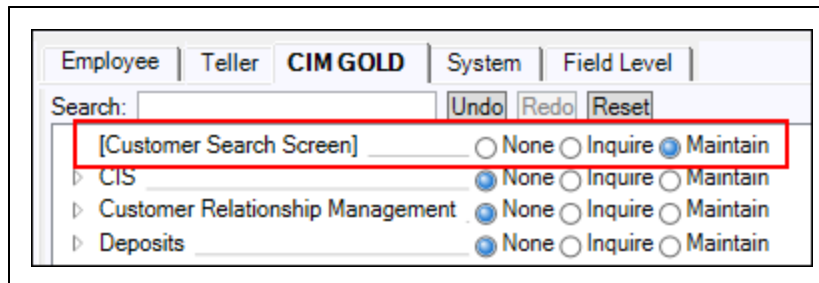 Employee Teller CIM GOLD System Field Level
Search: Undo Redo Reset
[Customer Search Screen] None Inquire Maintain
CIS None Inquire Maintain
Customer Relationship Management None Inquire Maintain
Deposits None Inquire Maintain